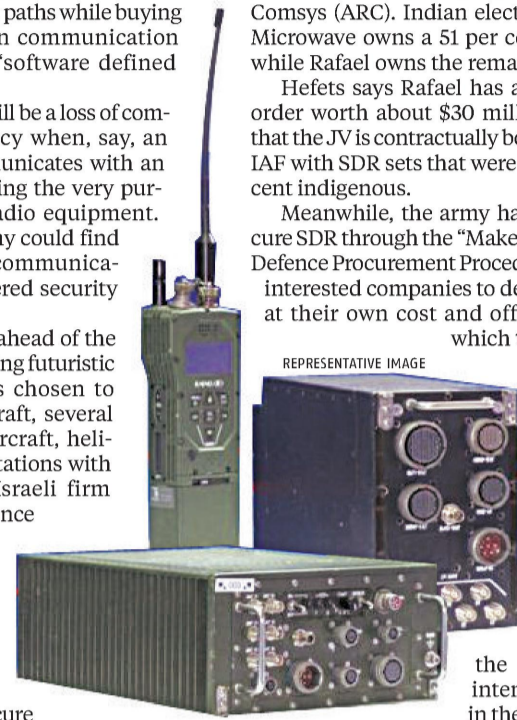 paths while buying
n communication
“software defined
ill be a loss of com-
cy when, say, an
unicates with an
ing the very pur-
adio equipment.
ny could find
communica-
ered security
ahead of the
ing futuristic
s chosen to
raft, several
rcraft, heli-
tations with
Israeli firm
nce
cure
Comsys (ARC). Indian elect
Microwave owns a 51 per c
while Rafael owns the rema
Hefets says Rafael has a
order worth about $30 mill
that the JV is contractually b
IAF with SDR sets that were
cent indigenous.
Meanwhile, the army ha
cure SDR through the “Make
Defence Procurement Proced
interested companies to de
at their own cost and off
which
REPRESENTATIVE IMAGE
the
inter
in the